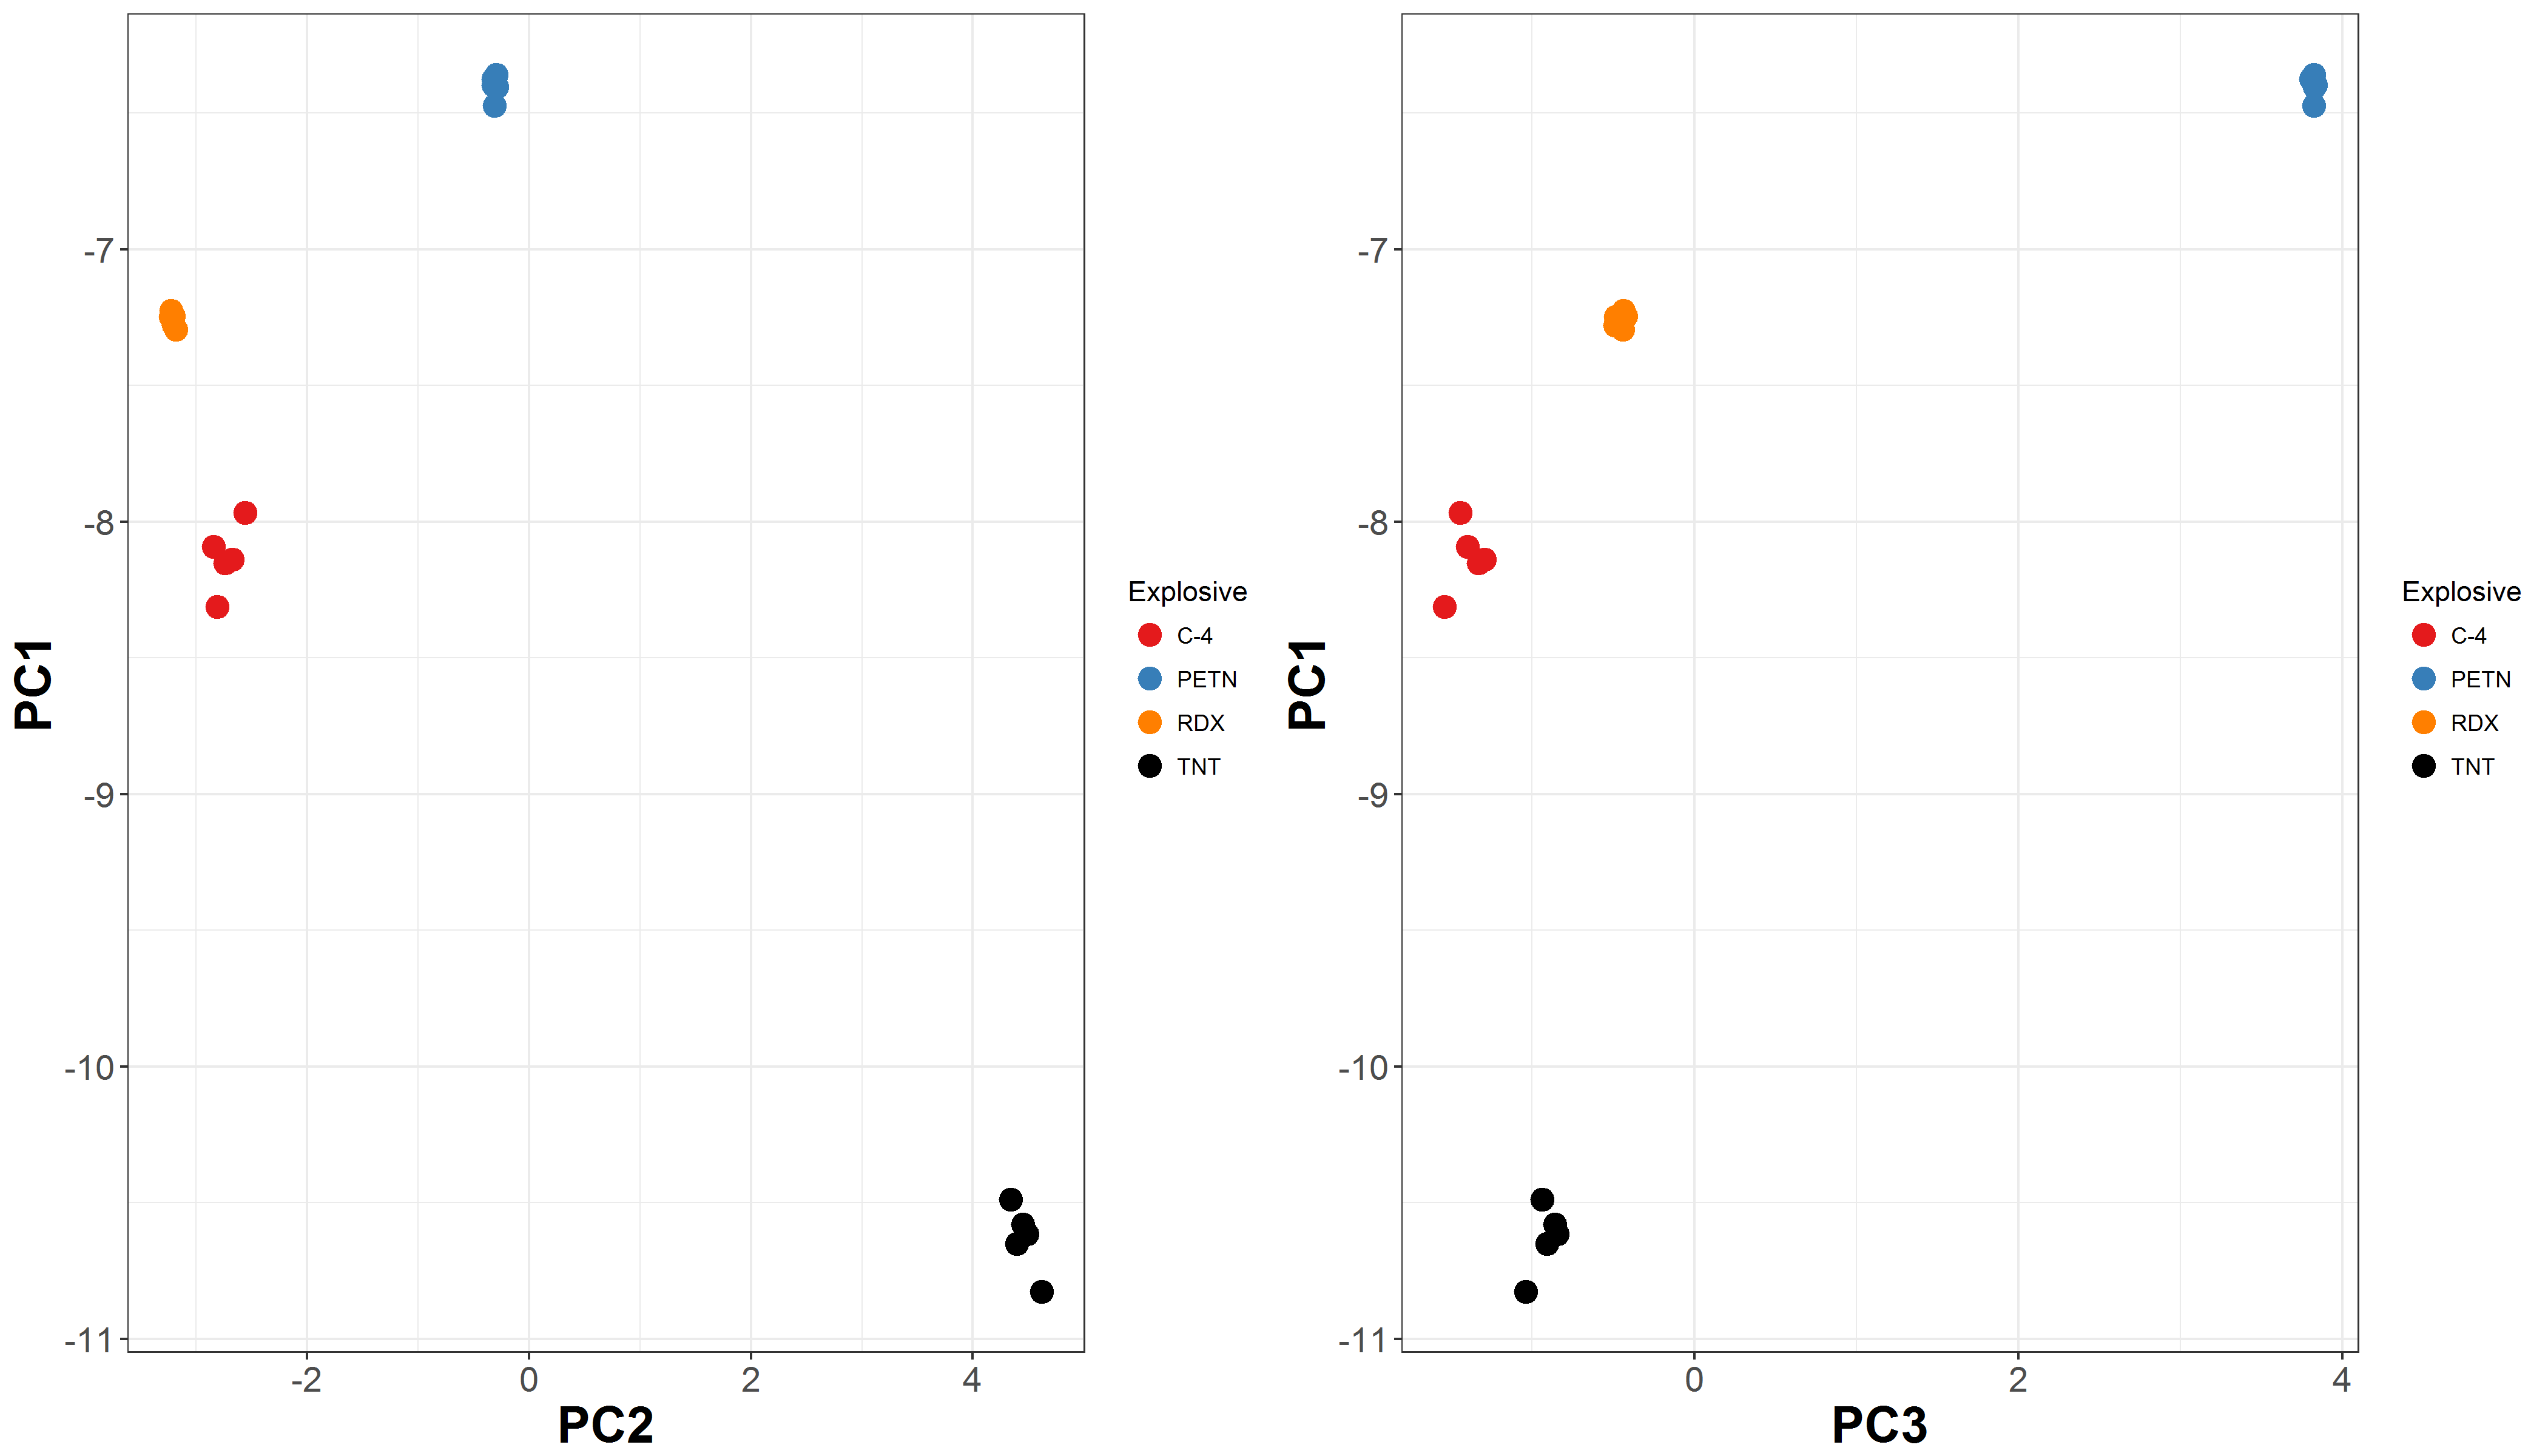 PC1
-7
-8
-9
-10
-11
-2
0
2
4
PC2
Explosive
C-4
PETN
RDX
TNT
PC1
-7
-8
-9
-10
-11
0
2
4
PC3
Explosive
C-4
PETN
RDX
TNT